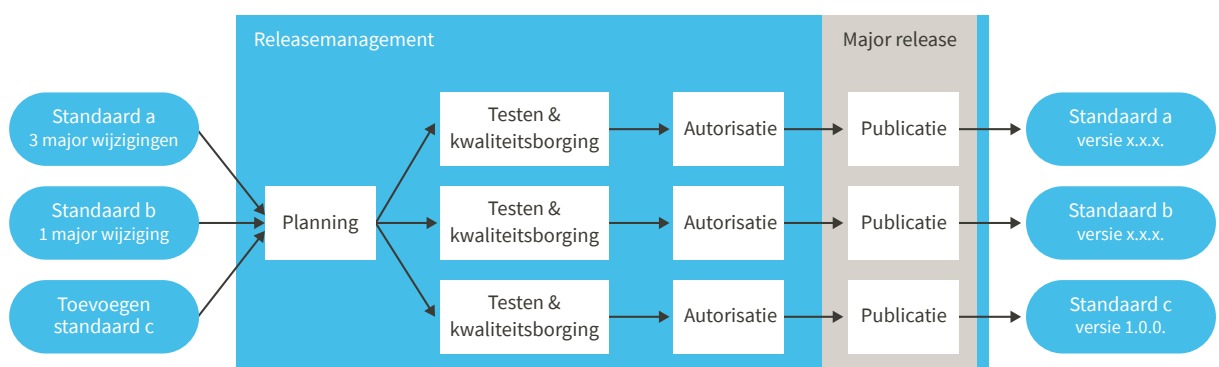 Releasemanagement
Major release
Standaard a
3 major wijzigingen
Standaard b
1 major wijziging
Toevoegen
standaard c
Planning
Testen &
kwaliteitsborging
Autorisatie
Publicatie
Standaard a
versie x.x.x.
Testen &
kwaliteitsborging
Autorisatie
Publicatie
Standaard b
versie x.x.x.
Testen &
kwaliteitsborging
Autorisatie
Publicatie
Standaard c
versie 1.0.0.